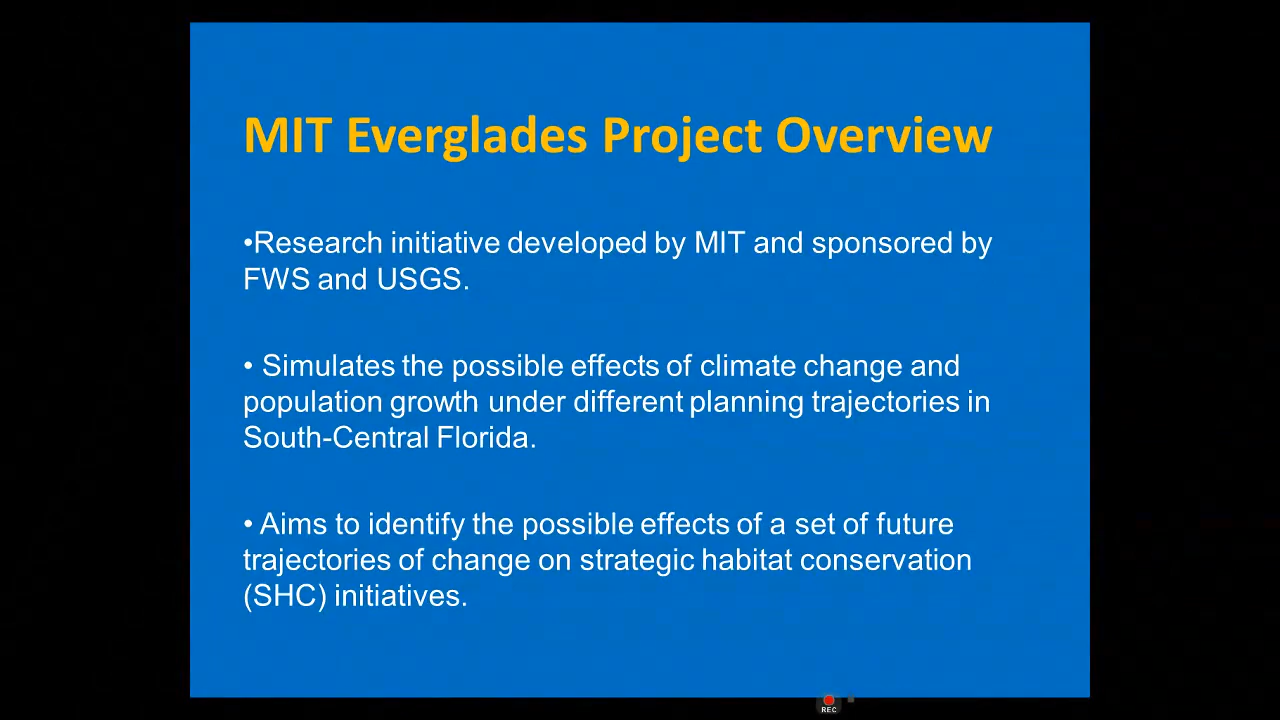 MIT Everglades Project Overview
•Research initiative developed by MIT and sponsored by
FWS and USGS.
• Simulates the possible effects of climate change and
population growth under different planning trajectories in
South-Central Florida.
• Aims to identify the possible effects of a set of future
trajectories of change on strategic habitat conservation
(SHC) initiatives.
REC